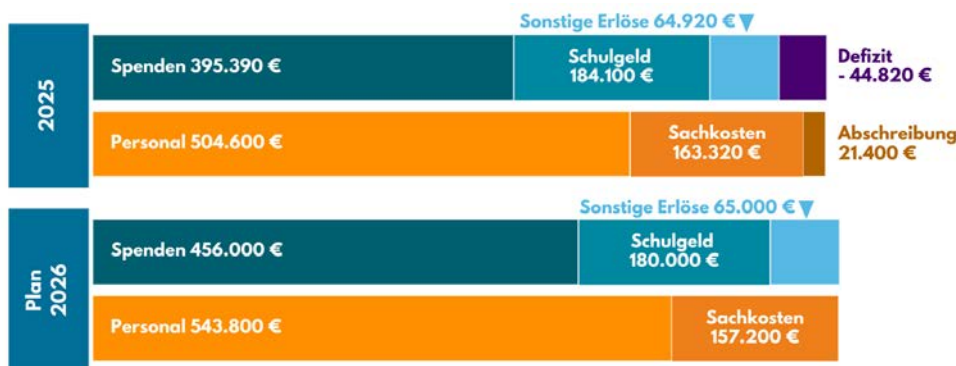 Sonstige Erlöse 64.920 €
2025
Spenden 395.390 €
Schulgeld
184.100 €
Defizit
- 44.820 €
Personal 504.600 €
Sachkosten
163.320 €
Abschreibung
21.400 €
Sonstige Erlöse 65.000 €
Plan
2026
Spenden 456.000 €
Schulgeld
180.000 €
Personal 543.800 €
Sachkosten
157.200 €